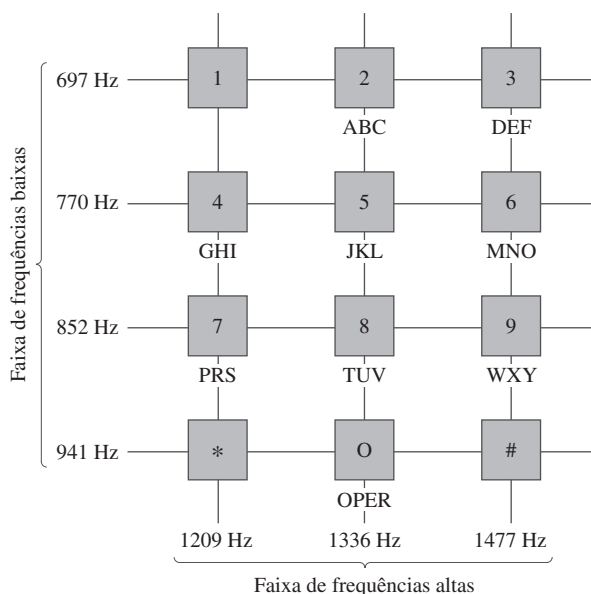 697 Hz 1 2 3
ABC DEF
770 Hz 4 5 6
GHI JKL MNO
852 Hz 7 8 9
PRS TUV WXY
941 Hz * O #
OPER
1209 Hz 1336 Hz 1477 Hz
Faixa de frequências altas
Faixa de frequências baixas